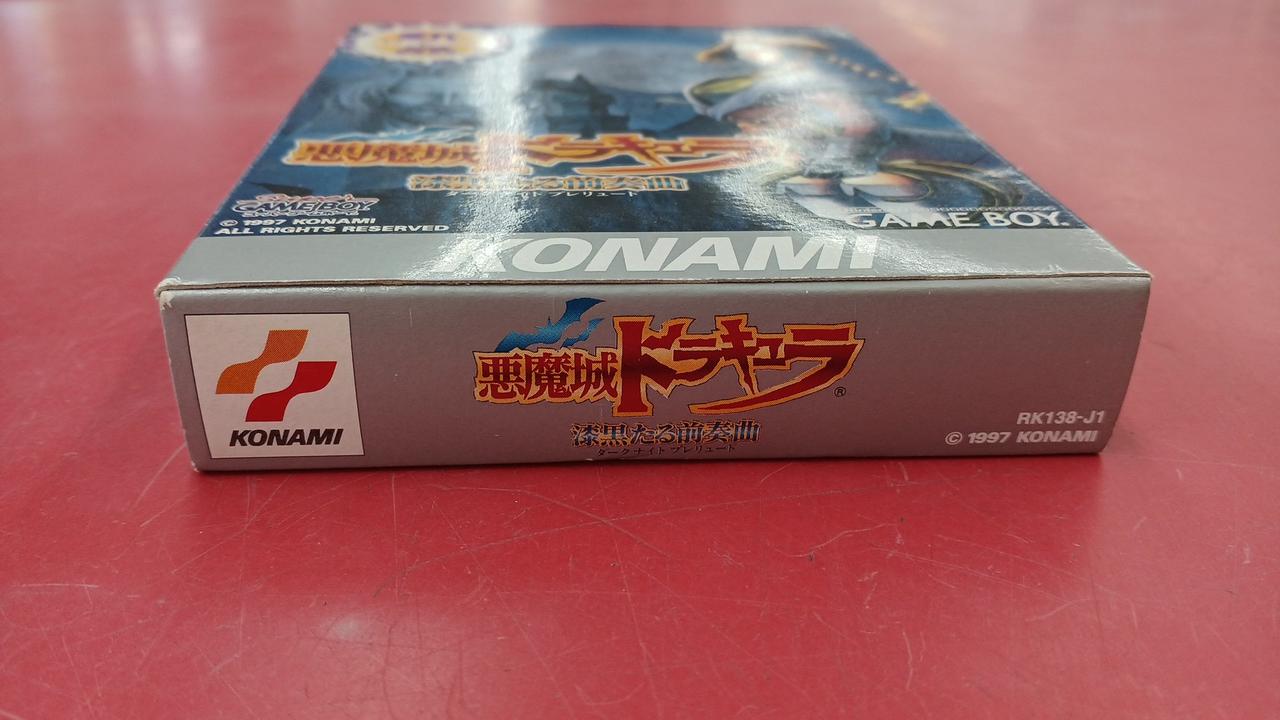 悪魔城ドラキュラ
漆黒たる前奏曲
ダークナイト プレリュード
GAME BOY
© 1997 KONAMI
ALL RIGHTS RESERVED
GAME BOY
KONAMI
KONAMI
悪魔城ドラキュラ®
漆黒たる前奏曲
ダークナイト プレリュード
RK138-J1
© 1997 KONAMI